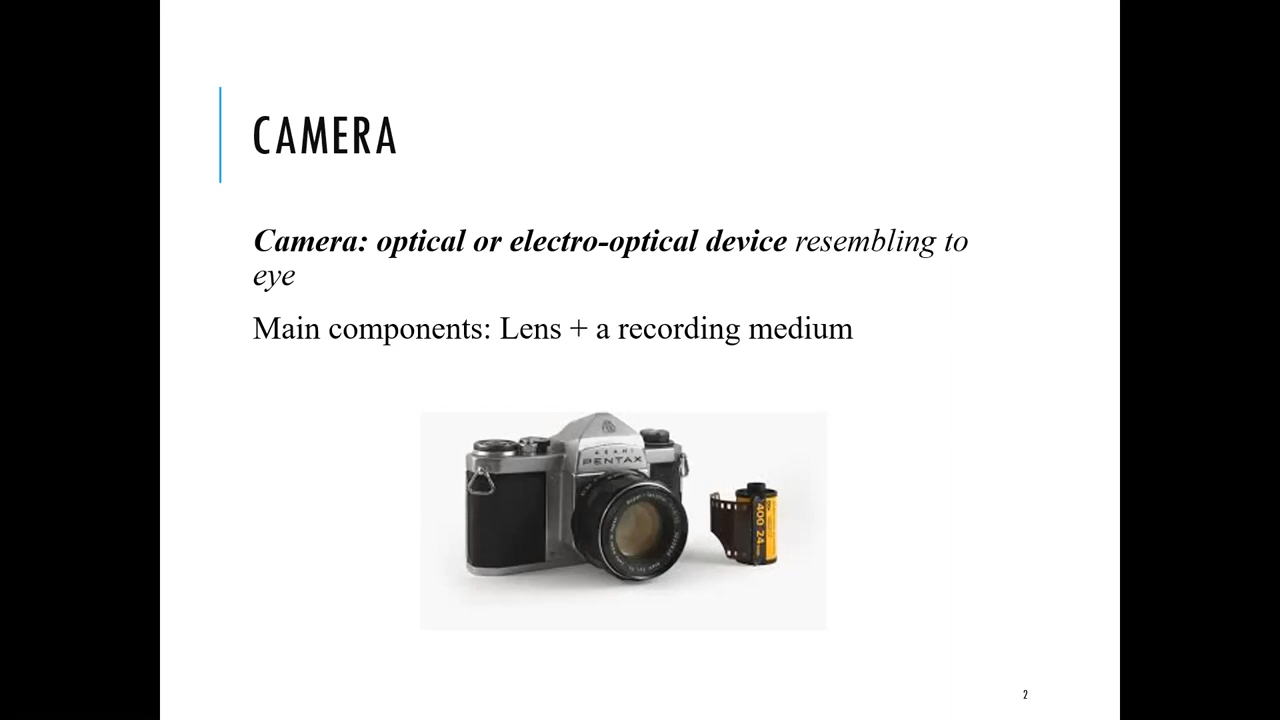 CAMERA
Camera: optical or electro-optical device resembling to
eye
Main components: Lens + a recording medium
ASAHI
PENTAX
400 24
2